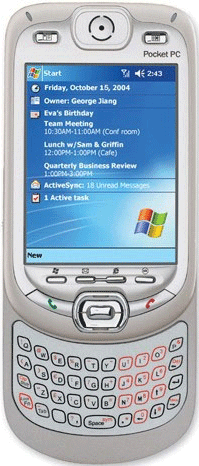 Pocket PC
Start 2:43
Friday, October 15, 2004
Owner: George Jiang
Eva's Birthday
Team Meeting
10:30AM-11:00AM (Conf room)
Lunch w/Sam & Griffin
12:00PM-1:00PM (Cafe)
Quarterly Business Review
1:00PM-3:00PM
ActiveSync: 18 Unread Messages
1 Active task
New
Q W E R T Y U I O P
A S D F G H J K L
Z X C V B N M
Space